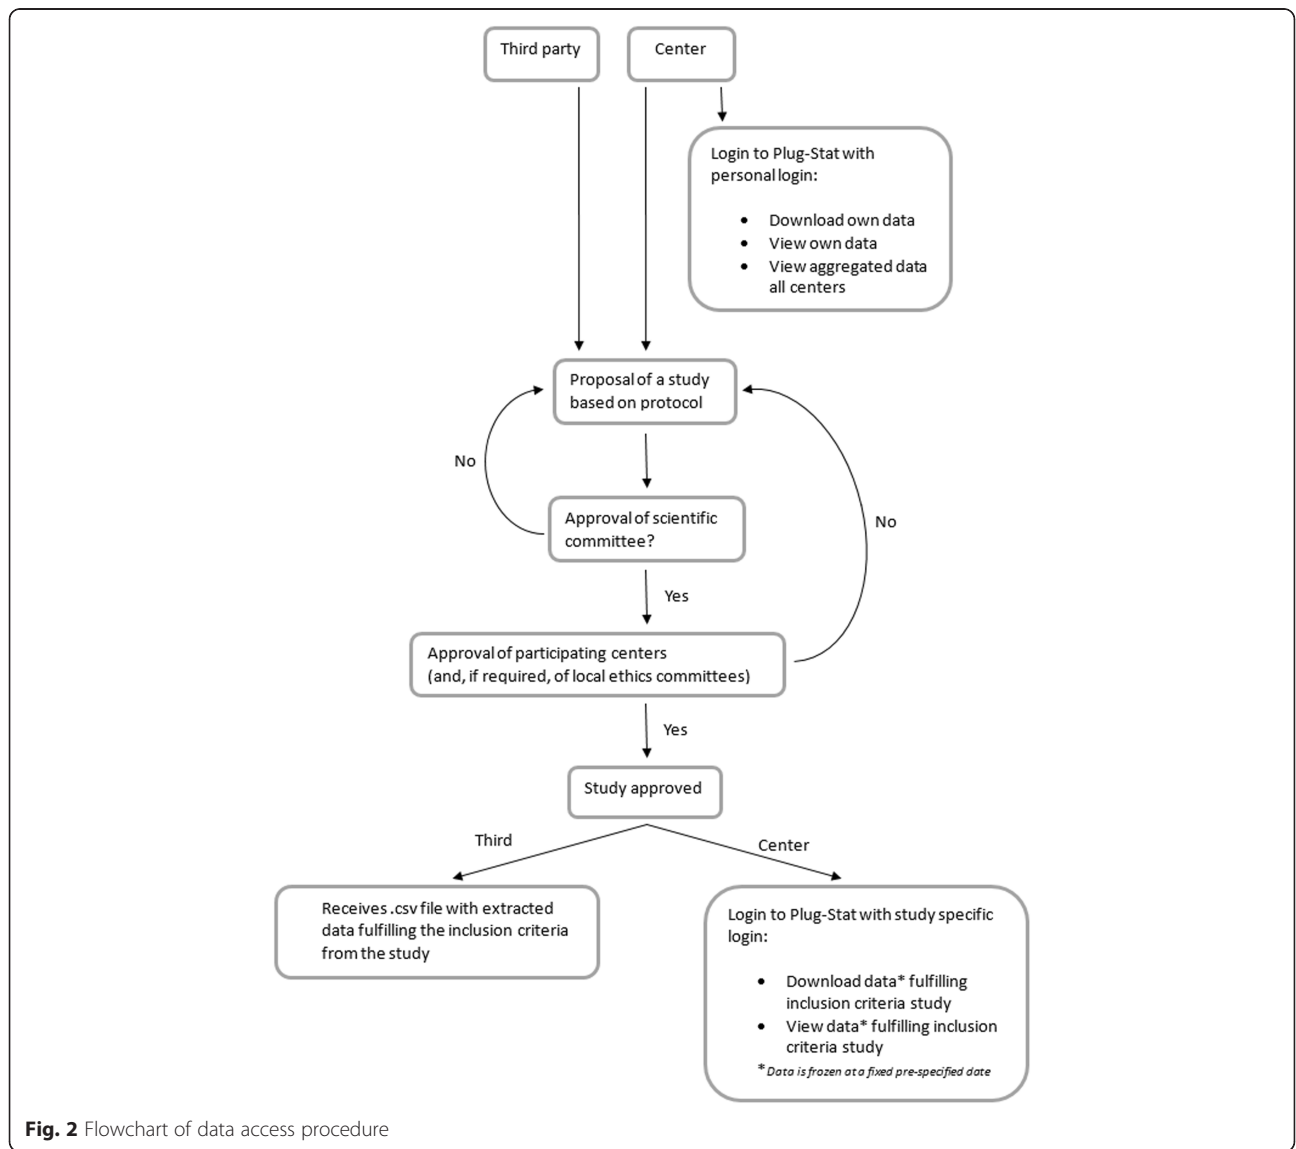 Third party
Center
Login to Plug-Stat with
personal login:
• Download own data
• View own data
• View aggregated data
all centers
Proposal of a study
based on protocol
No
Approval of scientific
committee?
No
Yes
Approval of participating centers
(and, if required, of local ethics committees)
Yes
Study approved
Third
Center
Receives .csv file with extracted
data fulfilling the inclusion criteria
from the study
Login to Plug-Stat with study specific
login:
• Download data* fulfilling
inclusion criteria study
• View data* fulfilling inclusion
criteria study
* Data is frozen at a fixed pre-specified date
Fig. 2 Flowchart of data access procedure